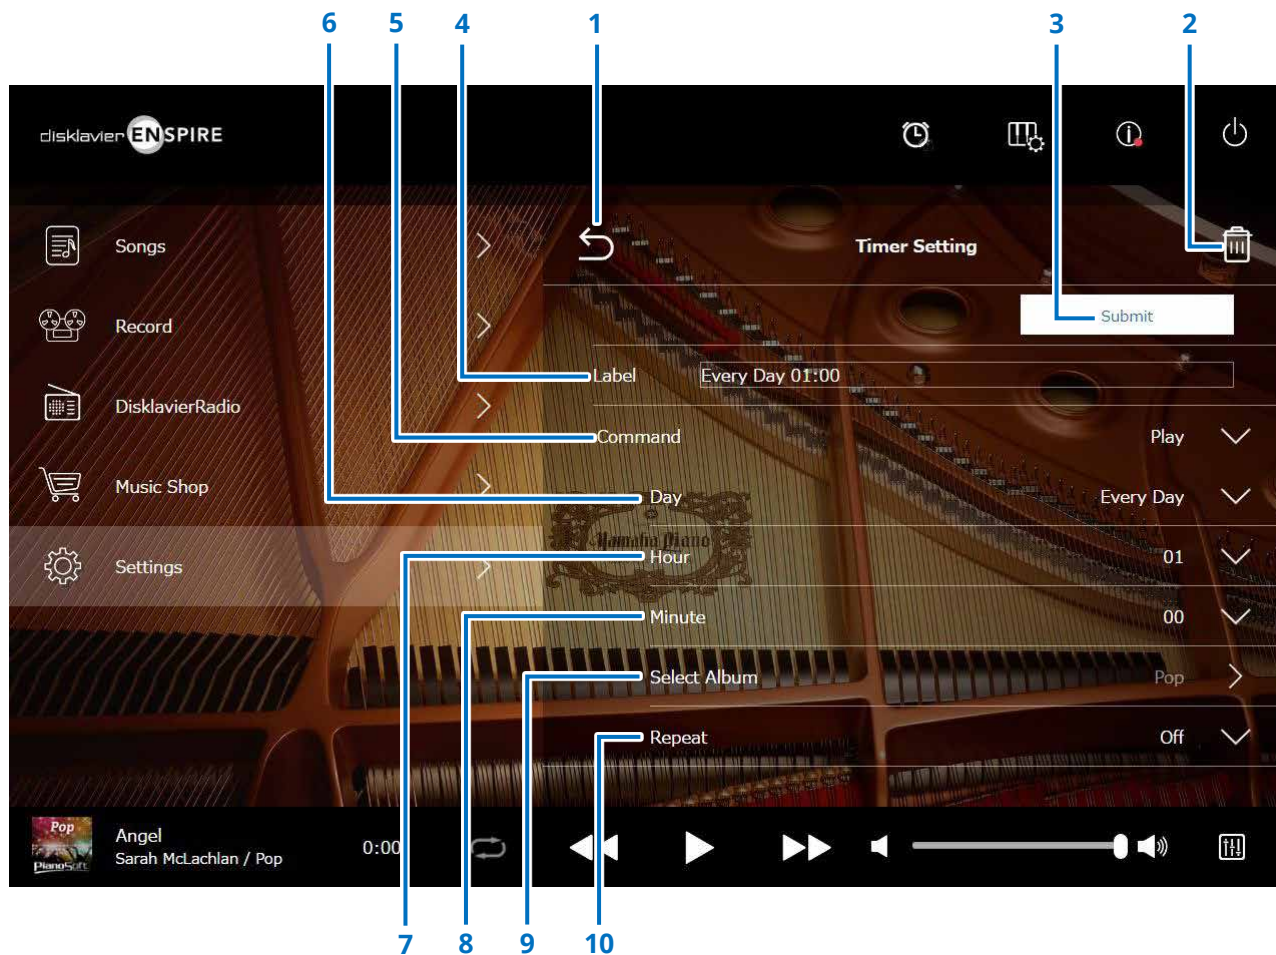 6 5 4 1 3 2
disklavier ENSPIRE
Songs
Timer Setting
Record
Submit
Label Every Day 01:00
DisklavierRadio
Command Play
Music Shop
Day Every Day
Yamaha Piano
Hour 01
Settings
Minute 00
Select Album Pop
Repeat Off
Pop
PianoSoft
Angel
Sarah McLachlan / Pop
0:00
7 8 9 10